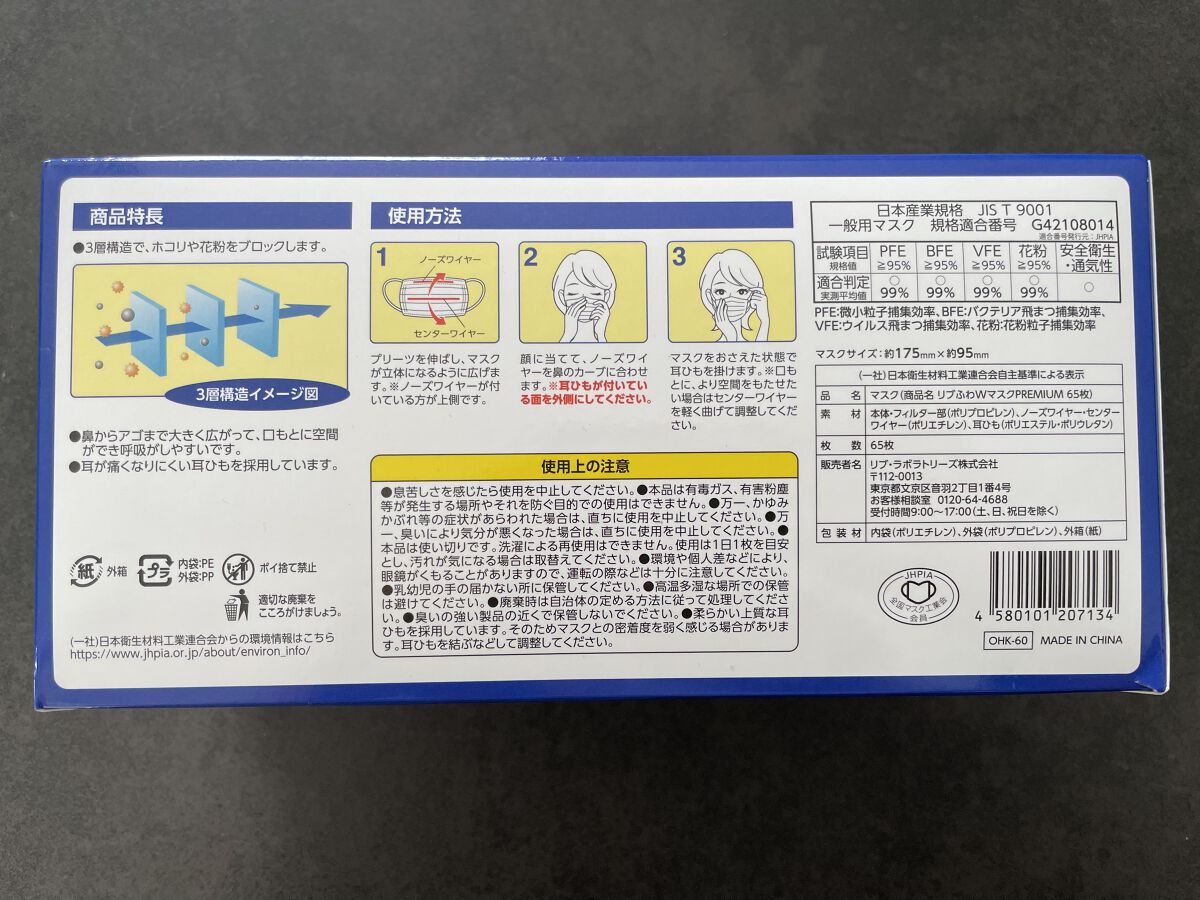 商品特長
●3層構造で、ホコリや花粉をブロックします。
3層構造イメージ図
●鼻からアゴまで大きく広がって、口もとに空間
ができ呼吸がしやすいです。
●耳が痛くなりにくい耳ひもを採用しています。
紙 外箱
プラ 内袋:PE
外袋:PP
ポイ捨て禁止
適切な廃棄を
こころがけましょう。
(一社)日本衛生材料工業連合会からの環境情報はこちら
https://www.jhpia.or.jp/about/environ_info/
使用方法
1
ノーズワイヤー
センターワイヤー
プリーツを伸ばし、マスク
が立体になるように広げま
す。※ノーズワイヤーが付
いている方が上側です。
2
顔に当てて、ノーズワイ
ヤーを鼻のカーブに合わせ
ます。※耳ひもが付いてい
る面を外側にしてください。
3
マスクをおさえた状態で
耳ひもを掛けます。※口も
とに、より空間をもたせた
い場合はセンターワイヤー
を軽く曲げて調整してくだ
さい。
使用上の注意
●息苦しさを感じたら使用を中止してください。●本品は有毒ガス、有害粉塵
等が発生する場所やそれを防ぐ目的での使用はできません。●万一、かゆみ
かぶれ等の症状があらわれた場合は、直ちに使用を中止してください。●万
一、臭いにより気分が悪くなった場合は、直ちに使用を中止してください。●
本品は使い切りです。洗濯による再使用はできません。使用は1日1枚を目安
とし、汚れが気になる場合は取替えてください。●環境や個人差などにより、
眼鏡がくもることがありますので、運転の際などは十分に注意してください。
●乳幼児の手の届かない所に保管してください。●高温多湿な場所での保管
は避けてください。●廃棄時は自治体の定める方法に従って処理してくださ
い。●臭いの強い製品の近くで保管しないでください。●柔らかい上質な耳
ひもを採用しています。そのためマスクとの密着度を弱く感じる場合がありま
す。耳ひもを結ぶなどして調整してください。
日本産業規格 JIS T 9001
一般用マスク 規格適合番号 G42108014
適合番号発行元:JHPIA
試験項目 PFE BFE VFE 花粉 安全衛生
規格値 ≧95% ≧95% ≧95% ≧95% ・通気性
適合判定 ○ ○ ○ ○ ○
実測平均値 99% 99% 99% 99%
PFE:微小粒子捕集効率、BFE:バクテリア飛まつ捕集効率、
VFE:ウイルス飛まつ捕集効率、花粉:花粉粒子捕集効率
マスクサイズ:約175mm×約95mm
(一社)日本衛生材料工業連合会自主基準による表示
品名 マスク(商品名 リブふわWマスクPREMIUM 65枚)
素材 本体・フィルター部(ポリプロピレン)、ノーズワイヤー・センター
ワイヤー(ポリエチレン)、耳ひも(ポリエステル・ポリウレタン)
枚数 65枚
販売者名 リブ・ラボラトリーズ株式会社
〒112-0013
東京都文京区音羽2丁目1番4号
お客様相談室 0120-64-4688
受付時間9:00〜17:00(土、日、祝日を除く)
包装材 内袋(ポリエチレン)、外袋(ポリプロピレン)、外箱(紙)
JHPIA
全国マスク工業会
会員
4 580101 207134
OHK-60 MADE IN CHINA